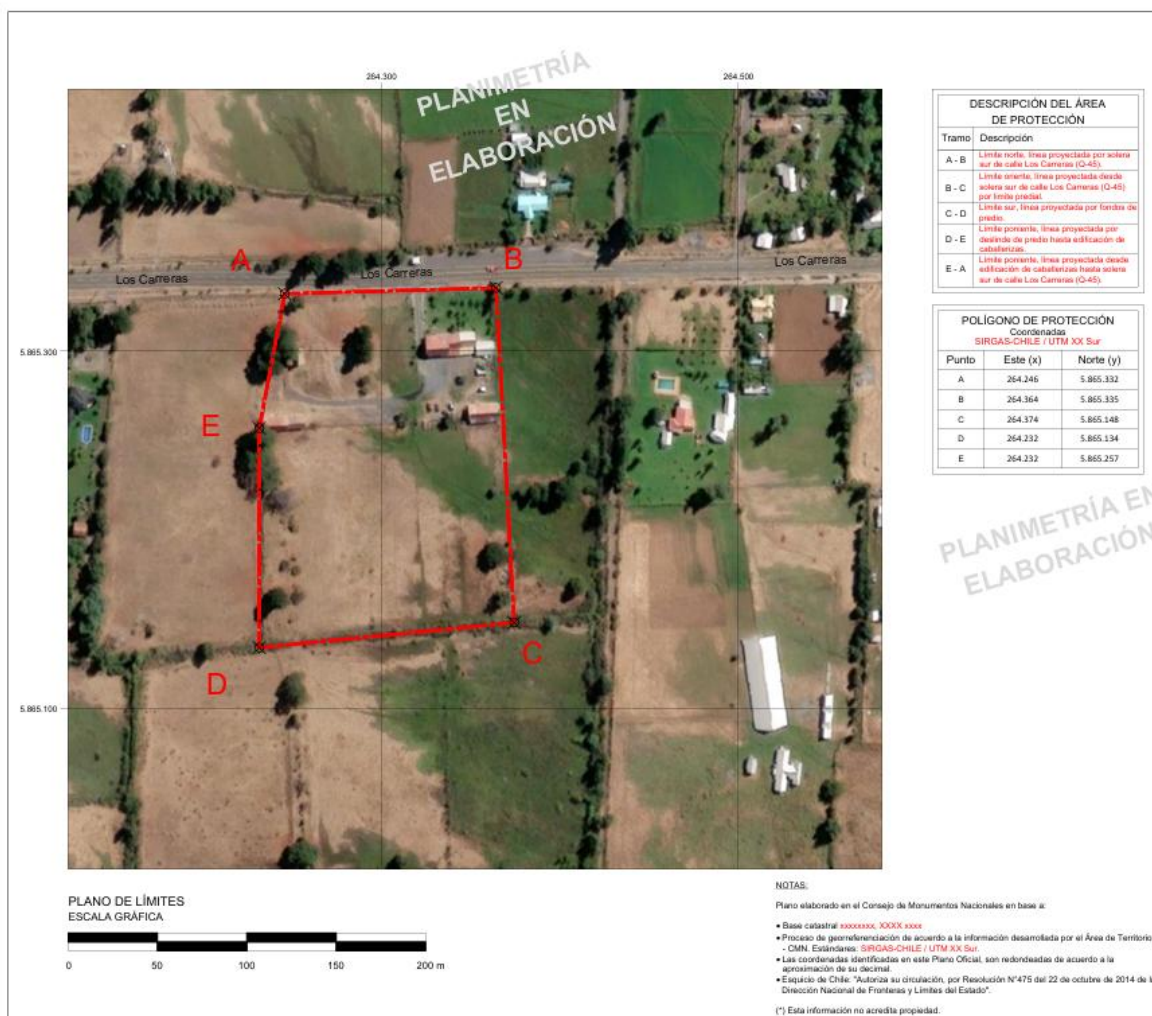 264.300
264.500
PLANIMETRÍA
EN
ELABORACIÓN
A
B
Los Carreras
Los Carreras
Los Carreras
5.865.300
E
C
D
5.865.100
DESCRIPCIÓN DEL ÁREA
DE PROTECCIÓN
Tramo Descripción
A - B Límite norte, línea proyectada por solera
sur de calle Los Carreras (Q-45).
B - C Límite oriente, línea proyectada desde
solera sur de calle Los Carreras (Q-45)
por límite predial.
C - D Límite sur, línea proyectada por fondos de
predio.
D - E Límite poniente, línea proyectada por
deslinde de predio hasta edificación de
caballerizas.
E - A Límite poniente, línea proyectada desde
edificación de caballerizas hasta solera
sur de calle Los Carreras (Q-45).
POLÍGONO DE PROTECCIÓN
Coordenadas
SIRGAS-CHILE / UTM XX Sur
Punto Este (x) Norte (y)
A 264.246 5.865.332
B 264.364 5.865.335
C 264.374 5.865.148
D 264.232 5.865.134
E 264.232 5.865.257
PLANIMETRÍA EN
ELABORACIÓN
PLANO DE LÍMITES
ESCALA GRÁFICA
0 50 100 150 200 m
NOTAS:
Plano elaborado en el Consejo de Monumentos Nacionales en base a:
• Base catastral xxxxxxxx, XXXX xxxx
• Proceso de georreferenciación de acuerdo a la información desarrollada por el Área de Territorio
- CMN. Estándares: SIRGAS-CHILE / UTM XX Sur.
• Las coordenadas identificadas en este Plano Oficial, son redondeadas de acuerdo a la
aproximación de su decimal.
• Esquicio de Chile: "Autoriza su circulación, por Resolución N°475 del 22 de octubre de 2014 de l
Dirección Nacional de Fronteras y Límites del Estado".
(*) Esta información no acredita propiedad.